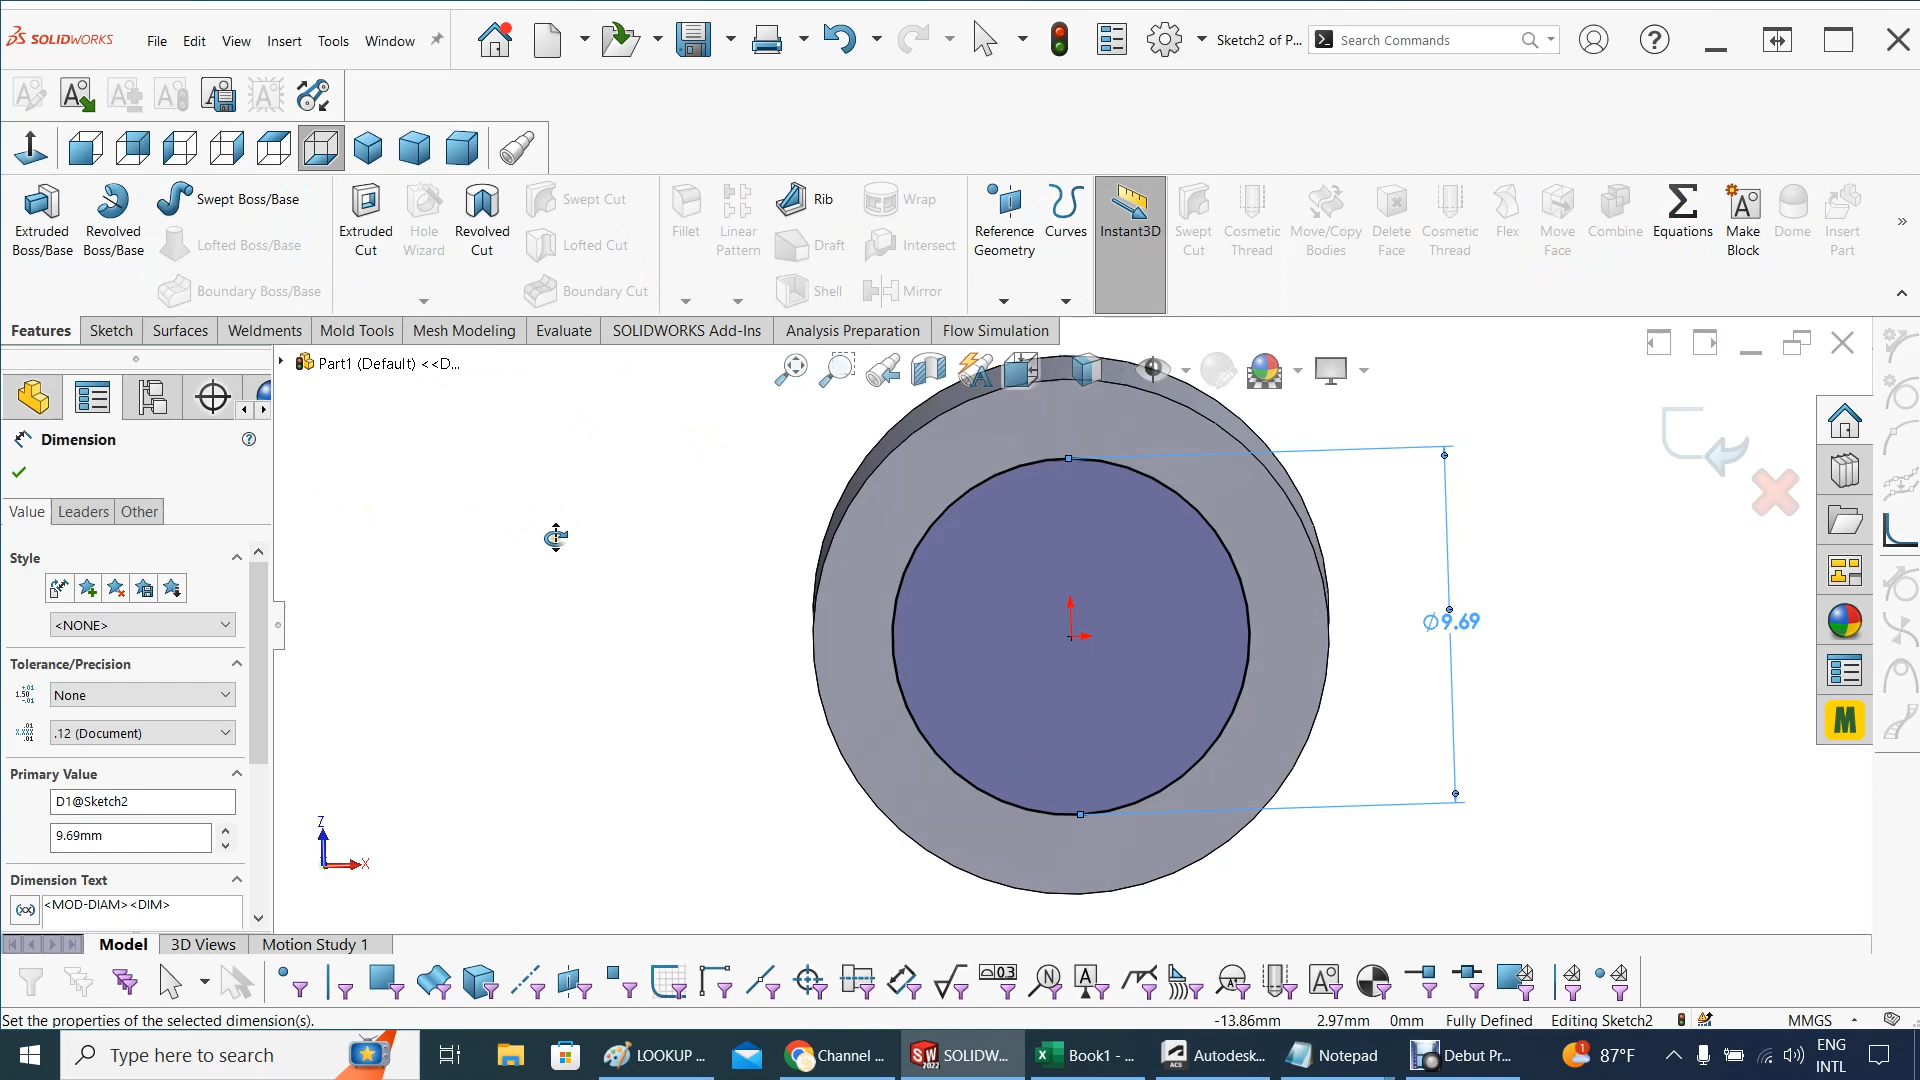 SOLIDWORKS File Edit View Insert Tools Window Sketch2 of P... Search Commands
Extruded Boss/Base Revolved Boss/Base Swept Boss/Base Extruded Cut Hole Wizard Revolved Cut Swept Cut Fillet Linear Pattern Rib Wrap Reference Geometry Curves Instant3D Swept Cut Cosmetic Thread Move/Copy Bodies Delete Face Cosmetic Thread Flex Move Face Combine Equations Make Block Dome Insert Part
Lofted Boss/Base Lofted Cut Draft Intersect
Boundary Boss/Base Boundary Cut Shell Mirror
Features Sketch Surfaces Weldments Mold Tools Mesh Modeling Evaluate SOLIDWORKS Add-Ins Analysis Preparation Flow Simulation
Part1 (Default) <<D...
Dimension
Value Leaders Other
Style
<NONE>
Tolerance/Precision
None
.12 (Document)
Primary Value
D1@Sketch2
9.69mm
Dimension Text
<MOD-DIAM><DIM>
Z
X
∅9.69
M
Model 3D Views Motion Study 1
Set the properties of the selected dimension(s). -13.86mm 2.97mm 0mm Fully Defined Editing Sketch2 MMGS
Type here to search LOOKUP ... Channel ... SOLIDW... Book1 - ... Autodesk... Notepad Debut Pr... 87°F ENG
INTL